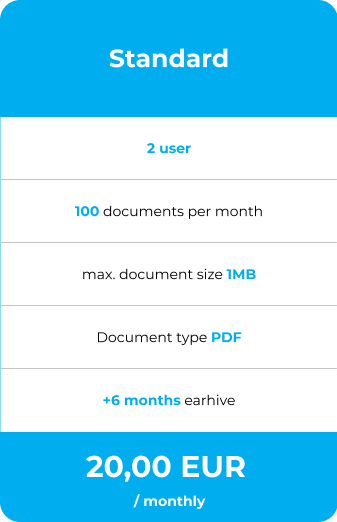 Standard
2 user
100 documents per month
max. document size 1MB
Document type PDF
+6 months earhive
20,00 EUR
/ monthly